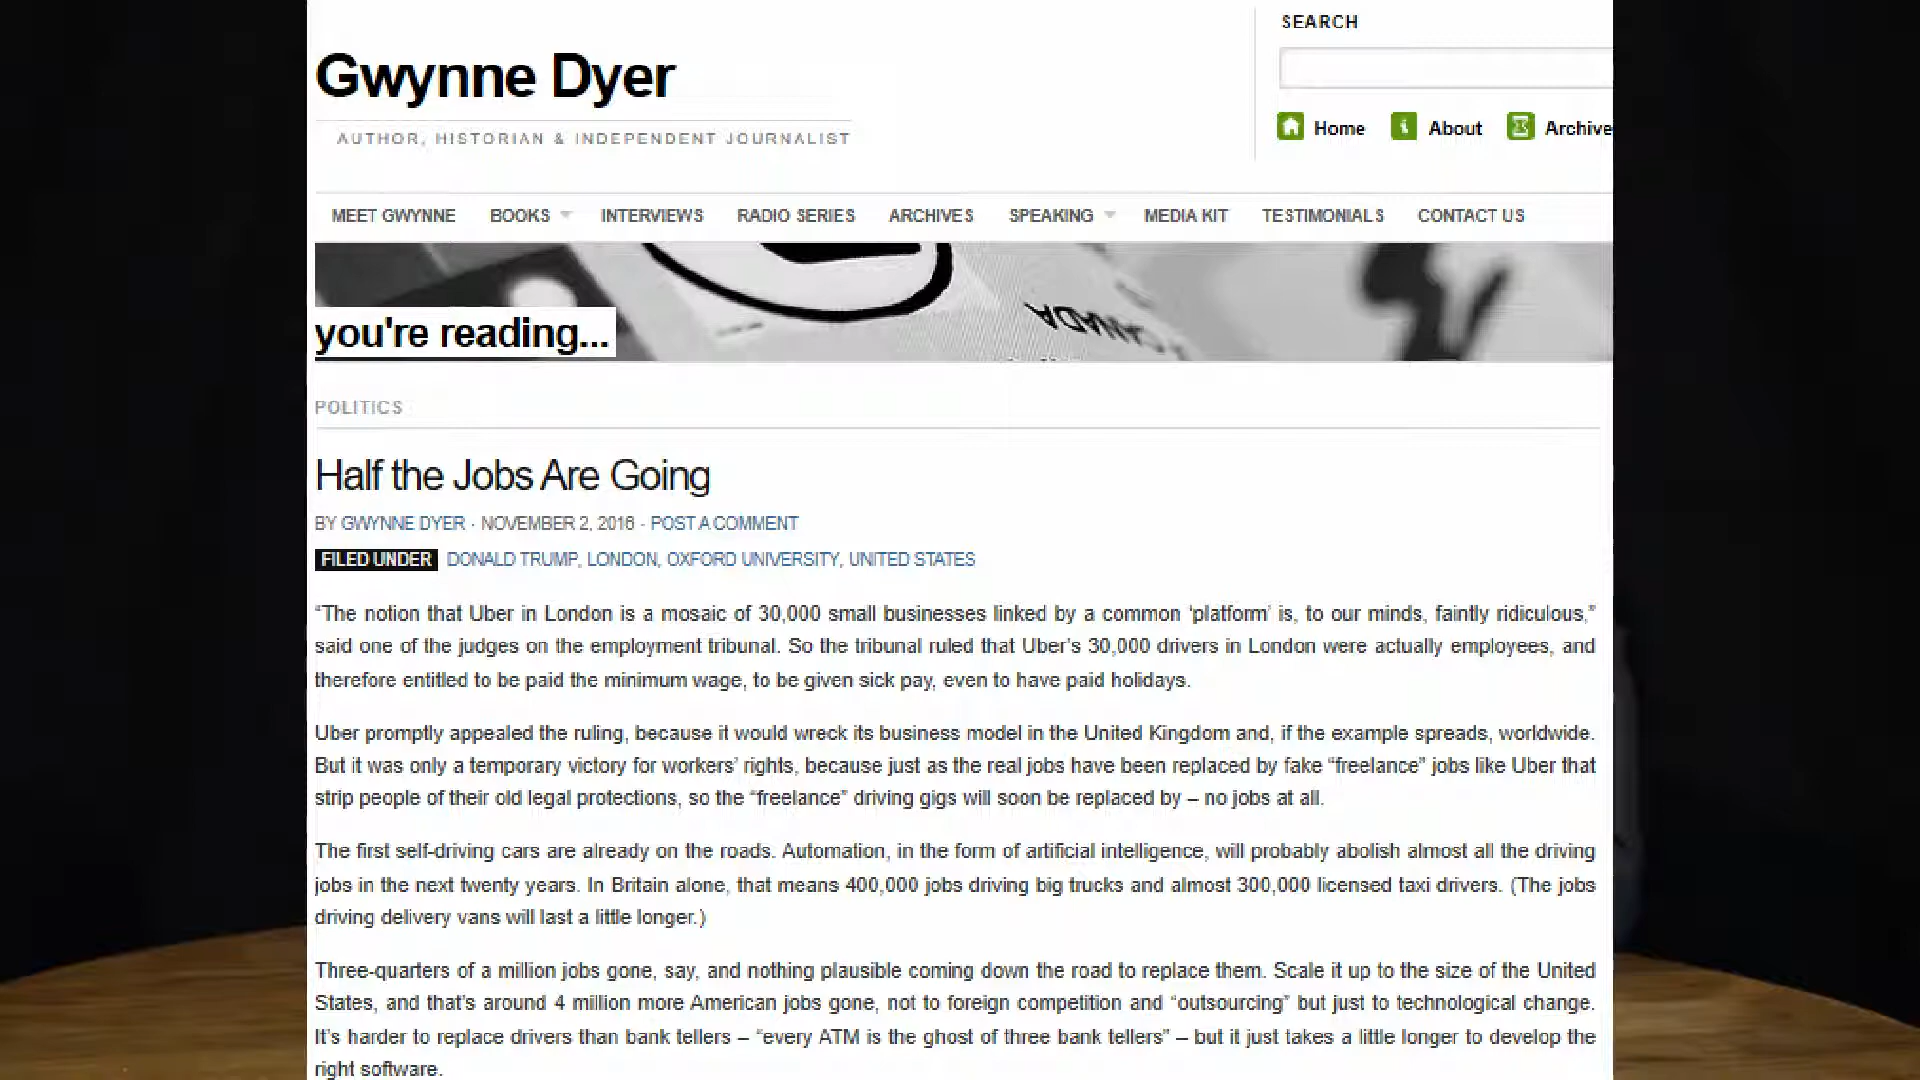 SEARCH
Gwynne Dyer
AUTHOR, HISTORIAN & INDEPENDENT JOURNALIST
Home About Archive
MEET GWYNNE BOOKS INTERVIEWS RADIO SERIES ARCHIVES SPEAKING MEDIA KIT TESTIMONIALS CONTACT US
CANADA
you're reading...
POLITICS
Half the Jobs Are Going
BY GWYNNE DYER · NOVEMBER 2, 2016 · POST A COMMENT
FILED UNDER DONALD TRUMP, LONDON, OXFORD UNIVERSITY, UNITED STATES
“The notion that Uber in London is a mosaic of 30,000 small businesses linked by a common ‘platform’ is, to our minds, faintly ridiculous,”
said one of the judges on the employment tribunal. So the tribunal ruled that Uber’s 30,000 drivers in London were actually employees, and
therefore entitled to be paid the minimum wage, to be given sick pay, even to have paid holidays.
Uber promptly appealed the ruling, because it would wreck its business model in the United Kingdom and, if the example spreads, worldwide.
But it was only a temporary victory for workers’ rights, because just as the real jobs have been replaced by fake “freelance” jobs like Uber that
strip people of their old legal protections, so the “freelance” driving gigs will soon be replaced by – no jobs at all.
The first self-driving cars are already on the roads. Automation, in the form of artificial intelligence, will probably abolish almost all the driving
jobs in the next twenty years. In Britain alone, that means 400,000 jobs driving big trucks and almost 300,000 licensed taxi drivers. (The jobs
driving delivery vans will last a little longer.)
Three-quarters of a million jobs gone, say, and nothing plausible coming down the road to replace them. Scale it up to the size of the United
States, and that’s around 4 million more American jobs gone, not to foreign competition and “outsourcing” but just to technological change.
It’s harder to replace drivers than bank tellers – “every ATM is the ghost of three bank tellers” – but it just takes a little longer to develop the
right software.